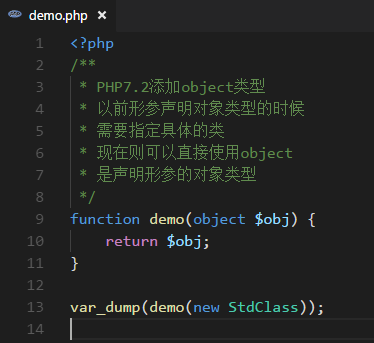 demo.php ×
1 <?php
2 /**
3  * PHP7.2添加object类型
4  * 以前形参声明对象类型的时候
5  * 需要指定具体的类
6  * 现在则可以直接使用object
7  * 是声明形参的对象类型
8  */
9 function demo(object $obj) {
10     return $obj;
11 }
12
13 var_dump(demo(new StdClass));
14